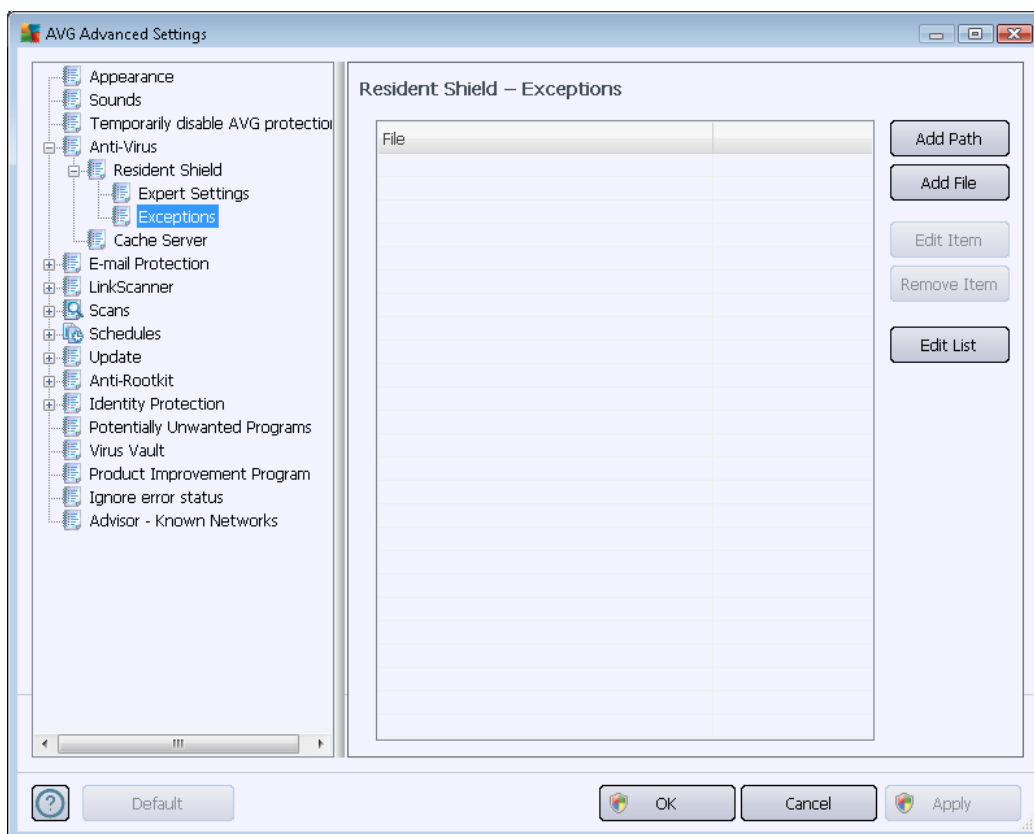 AVG Advanced Settings
Appearance
Sounds
Temporarily disable AVG protection
Anti-Virus
Resident Shield
Expert Settings
Exceptions
Cache Server
E-mail Protection
LinkScanner
Scans
Schedules
Update
Anti-Rootkit
Identity Protection
Potentially Unwanted Programs
Virus Vault
Product Improvement Program
Ignore error status
Advisor - Known Networks
Resident Shield – Exceptions
File
Add Path
Add File
Edit Item
Remove Item
Edit List
Default
OK
Cancel
Apply